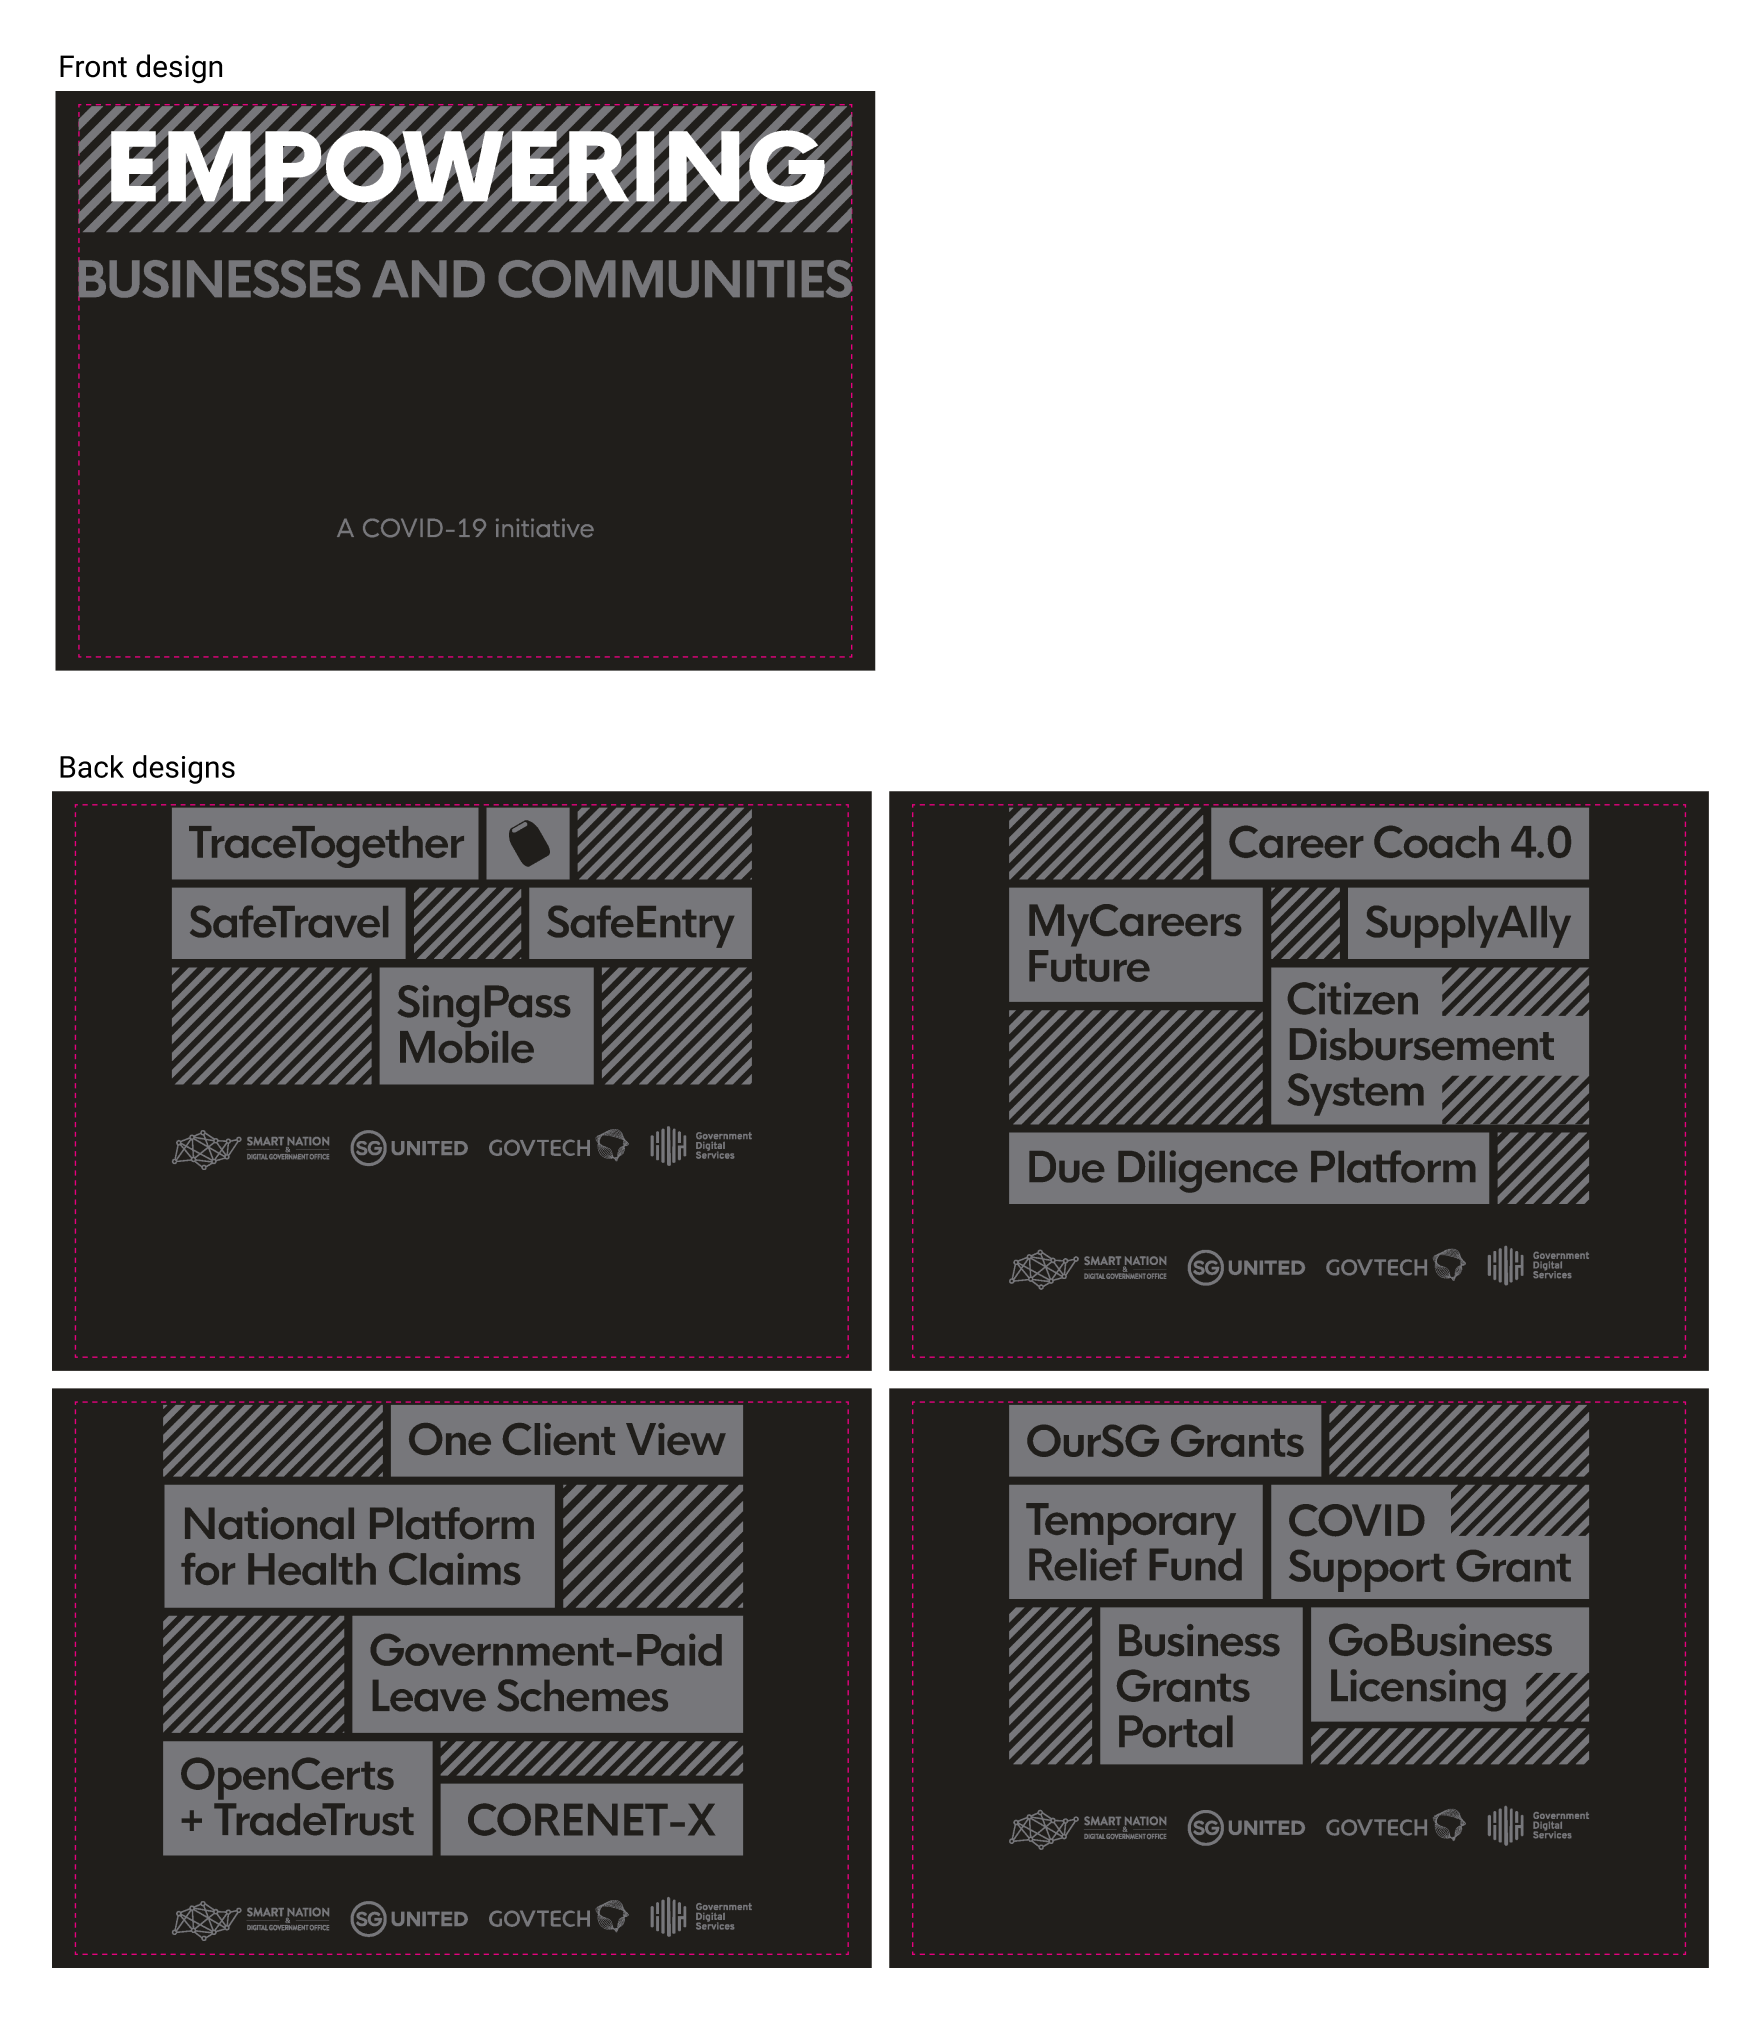 Front design
EMPOWERING
BUSINESSES AND COMMUNITIES
A COVID-19 initiative
Back designs
TraceTogether
SafeTravel
SafeEntry
SingPass
Mobile
SMART NATION
&
DIGITAL GOVERNMENT OFFICE
SG UNITED
GOVTECH
Government
Digital
Services
Career Coach 4.0
MyCareers
Future
SupplyAlly
Citizen
Disbursement
System
Due Diligence Platform
SMART NATION
&
DIGITAL GOVERNMENT OFFICE
SG UNITED
GOVTECH
Government
Digital
Services
One Client View
National Platform
for Health Claims
Government-Paid
Leave Schemes
OpenCerts
+ TradeTrust
CORENET-X
SMART NATION
&
DIGITAL GOVERNMENT OFFICE
SG UNITED
GOVTECH
Government
Digital
Services
OurSG Grants
Temporary
Relief Fund
COVID
Support Grant
Business
Grants
Portal
GoBusiness
Licensing
SMART NATION
&
DIGITAL GOVERNMENT OFFICE
SG UNITED
GOVTECH
Government
Digital
Services